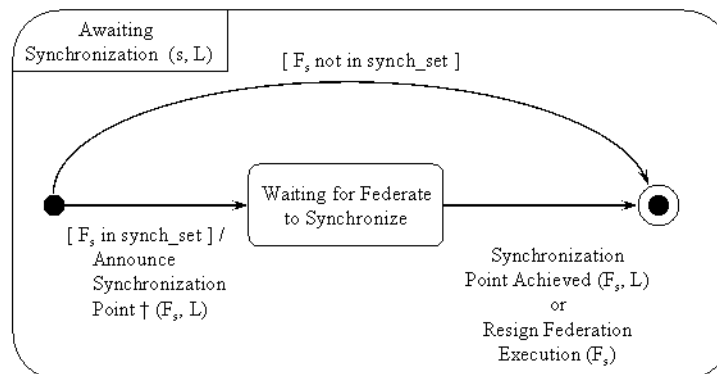 Awaiting
Synchronization (s, L)
[ Fₛ not in synch_set ]
Waiting for Federate
to Synchronize
[ Fₛ in synch_set ] /
Announce
Synchronization
Point † (Fₛ, L)
Synchronization
Point Achieved (Fₛ, L)
or
Resign Federation
Execution (Fₛ)